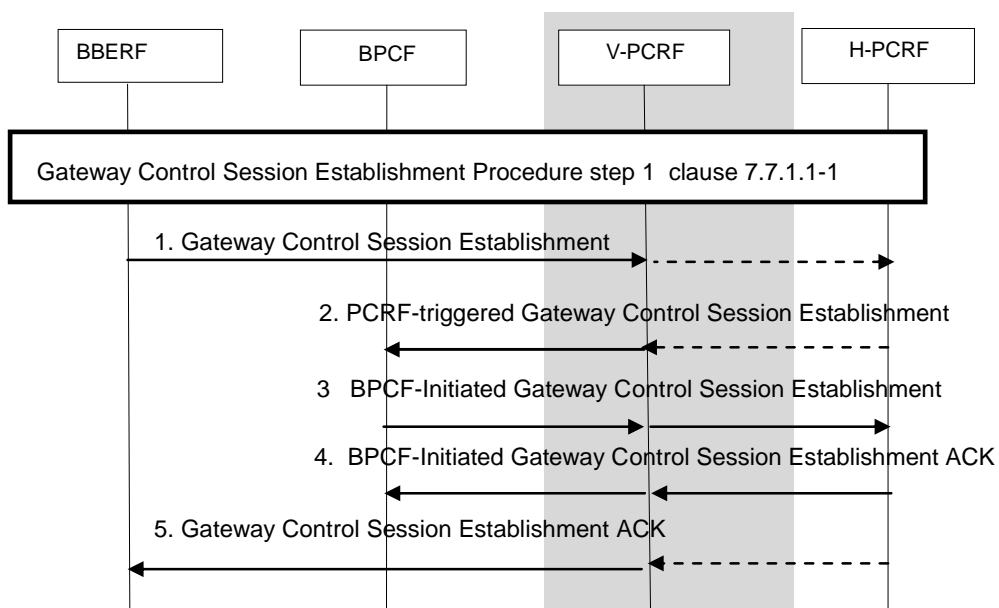 BBERF
BPCF
V-PCRF
H-PCRF
Gateway Control Session Establishment Procedure step 1 clause 7.7.1.1-1
1. Gateway Control Session Establishment
2. PCRF-triggered Gateway Control Session Establishment
3 BPCF-Initiated Gateway Control Session Establishment
4. BPCF-Initiated Gateway Control Session Establishment ACK
5. Gateway Control Session Establishment ACK